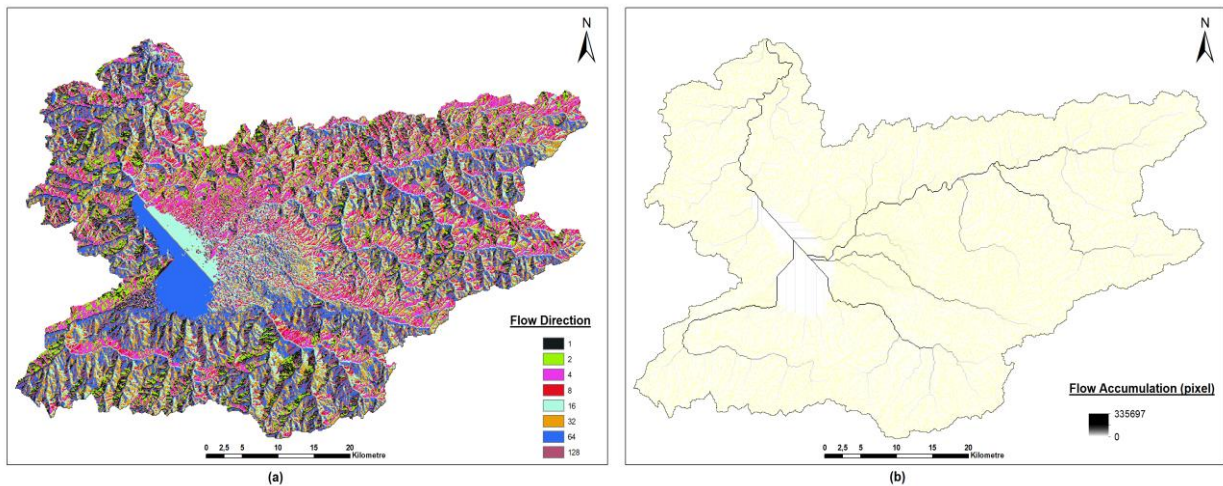 N
Flow Direction
1
2
4
8
16
32
64
128
0 2,5 5 10 15 20
Kilometre
(a)
N
Flow Accumulation (pixel)
335697
0
0 2,5 5 10 15 20
Kilometre
(b)